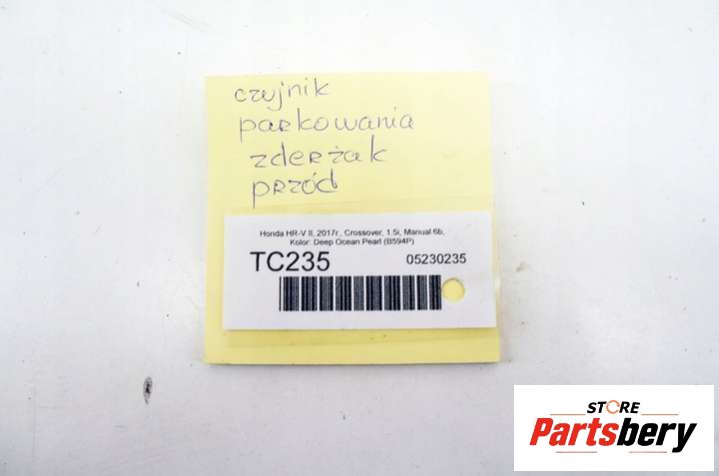 czujnik
parkowania
zderżak
przód
Honda HR-V II, 2017r., Crossover, 1.5i, Manual 6b,
Kolor: Deep Ocean Pearl (B594P)
TC235 05230235
STORE
Partsbery